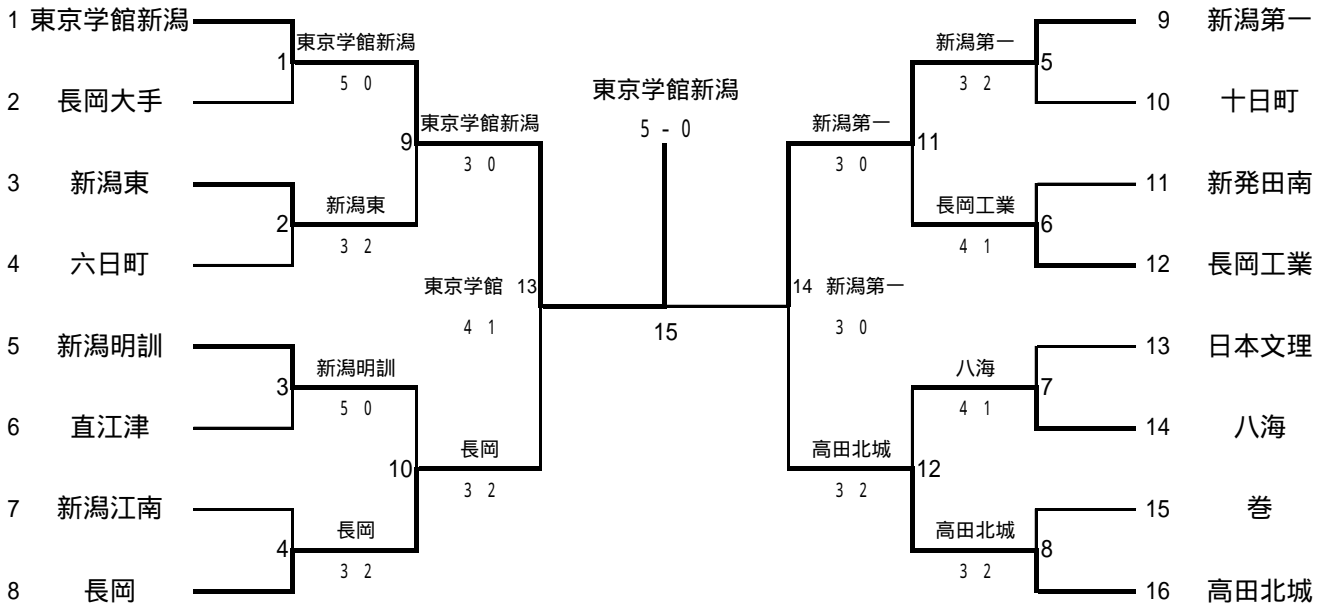 1 東京学館新潟
2 長岡大手
3 新潟東
4 六日町
5 新潟明訓
6 直江津
7 新潟江南
8 長岡
1
東京学館新潟
5 0
2
新潟東
3 2
3
新潟明訓
5 0
4
長岡
3 2
9
東京学館新潟
3 0
10
長岡
3 2
東京学館 13
4 1
東京学館新潟
5 - 0
15
14 新潟第一
3 0
新潟第一
3 0
11
高田北城
3 2
12
新潟第一
3 2
5
長岡工業
4 1
6
八海
4 1
7
高田北城
3 2
8
9 新潟第一
10 十日町
11 新発田南
12 長岡工業
13 日本文理
14 八海
15 巻
16 高田北城